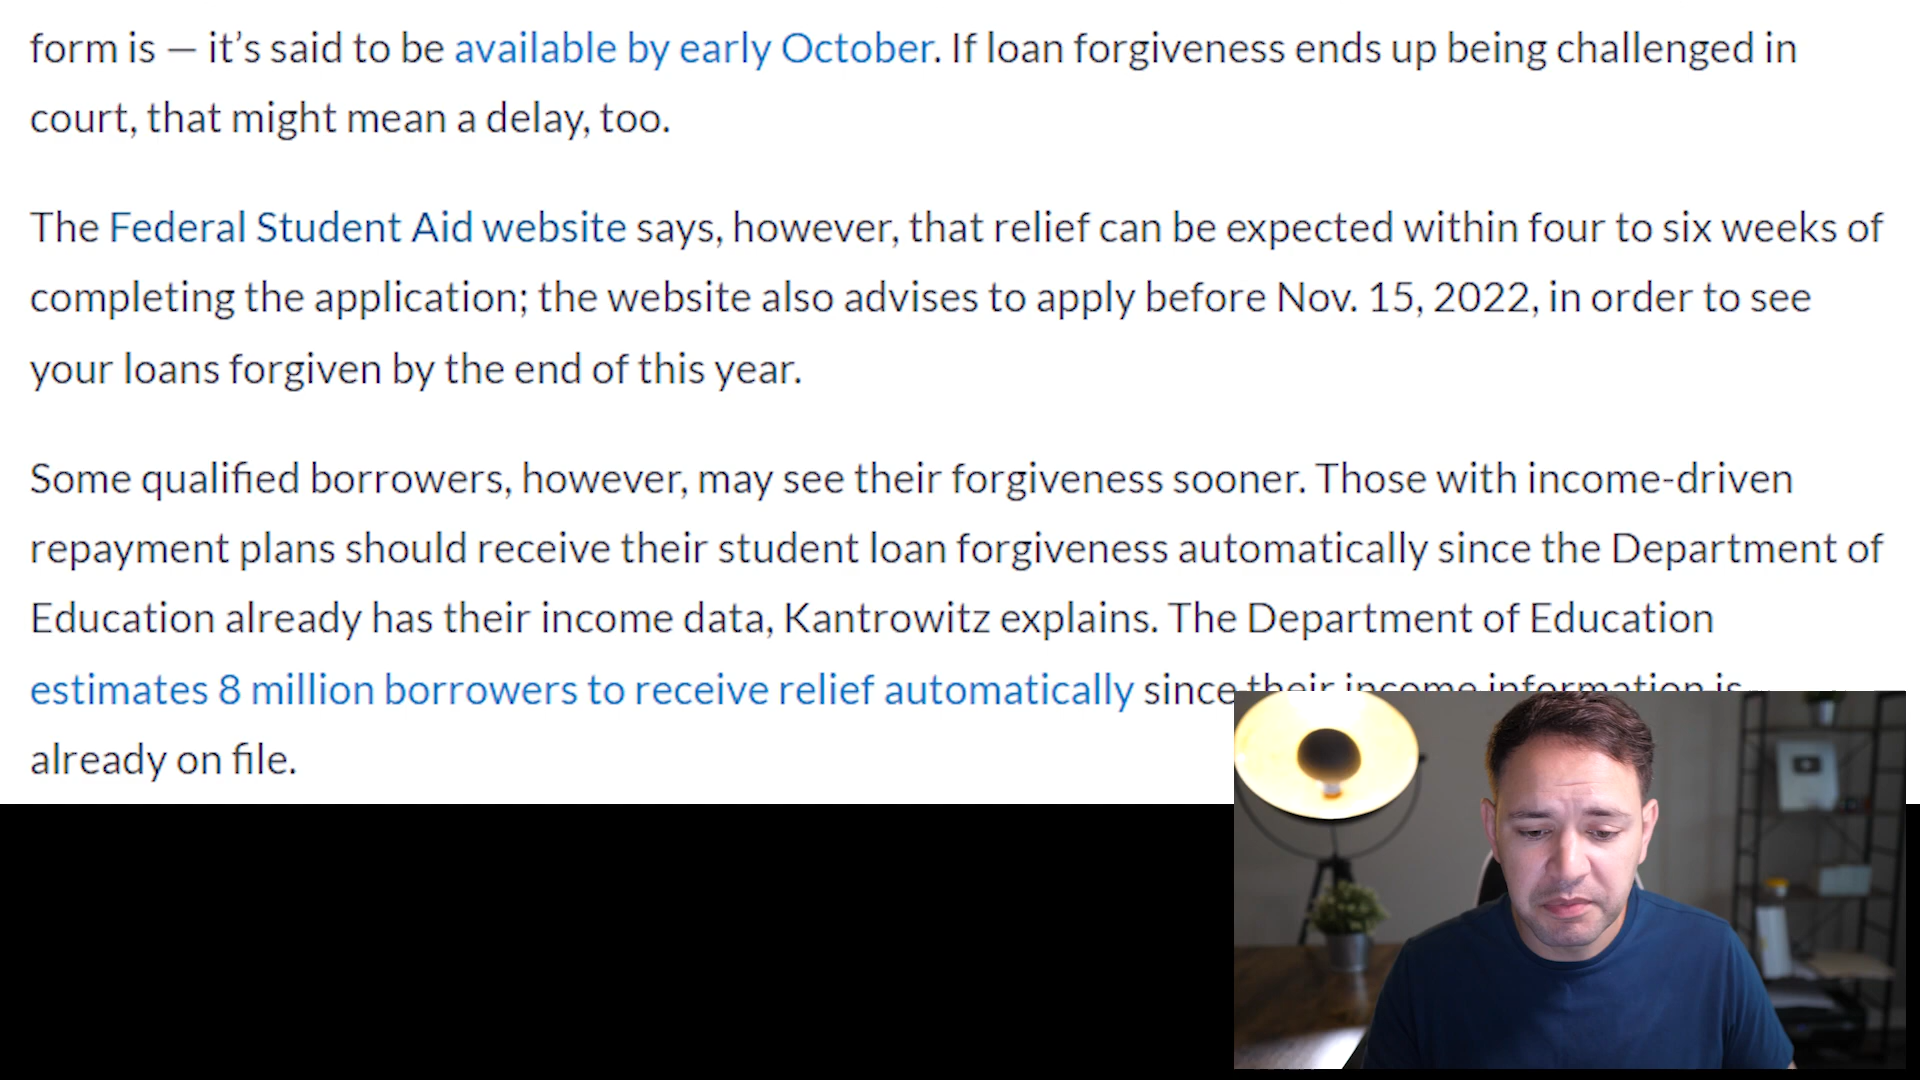 form is — it’s said to be available by early October. If loan forgiveness ends up being challenged in
court, that might mean a delay, too.
The Federal Student Aid website says, however, that relief can be expected within four to six weeks of
completing the application; the website also advises to apply before Nov. 15, 2022, in order to see
your loans forgiven by the end of this year.
Some qualified borrowers, however, may see their forgiveness sooner. Those with income-driven
repayment plans should receive their student loan forgiveness automatically since the Department of
Education already has their income data, Kantrowitz explains. The Department of Education
estimates 8 million borrowers to receive relief automatically since their income information is
already on file.